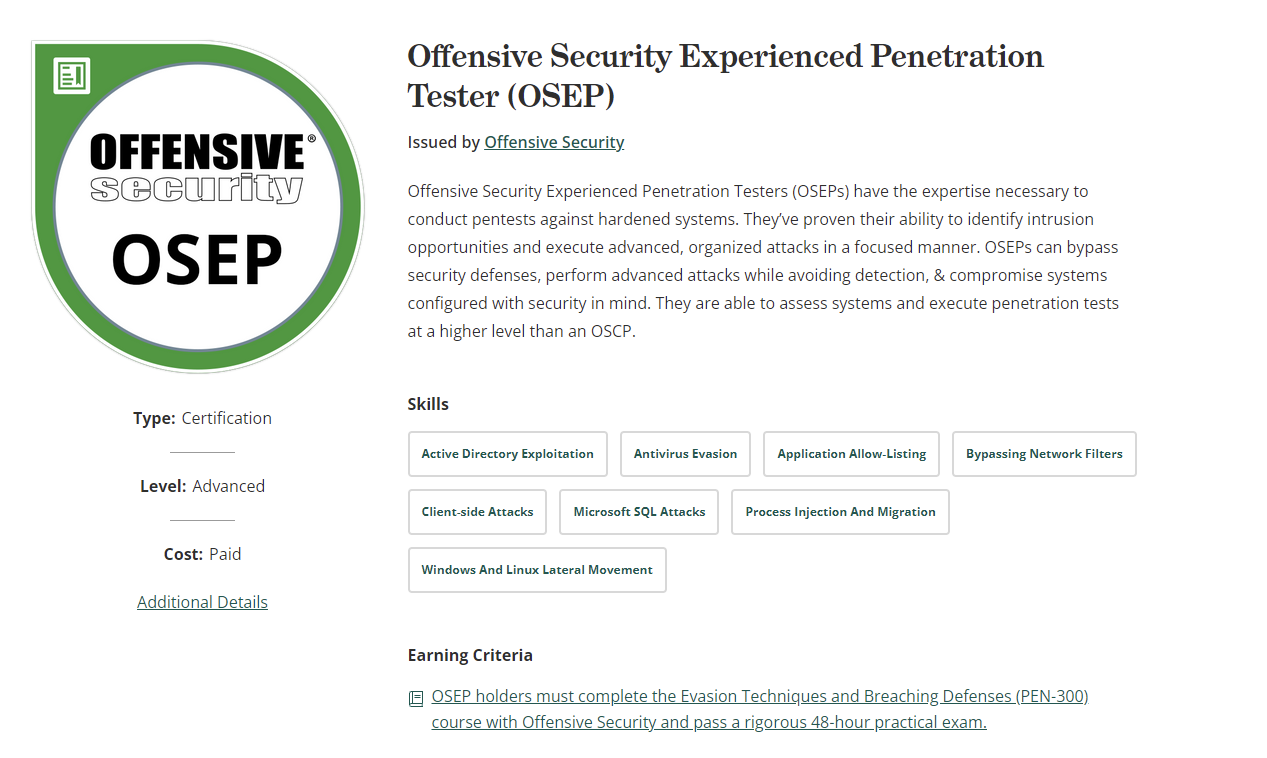 OFFENSIVE®
security
OSEP
Type: Certification
Level: Advanced
Cost: Paid
Additional Details
Offensive Security Experienced Penetration
Tester (OSEP)
Issued by Offensive Security
Offensive Security Experienced Penetration Testers (OSEPs) have the expertise necessary to
conduct pentests against hardened systems. They’ve proven their ability to identify intrusion
opportunities and execute advanced, organized attacks in a focused manner. OSEPs can bypass
security defenses, perform advanced attacks while avoiding detection, & compromise systems
configured with security in mind. They are able to assess systems and execute penetration tests
at a higher level than an OSCP.
Skills
Active Directory Exploitation Antivirus Evasion Application Allow-Listing Bypassing Network Filters
Client-side Attacks Microsoft SQL Attacks Process Injection And Migration
Windows And Linux Lateral Movement
Earning Criteria
OSEP holders must complete the Evasion Techniques and Breaching Defenses (PEN-300)
course with Offensive Security and pass a rigorous 48-hour practical exam.